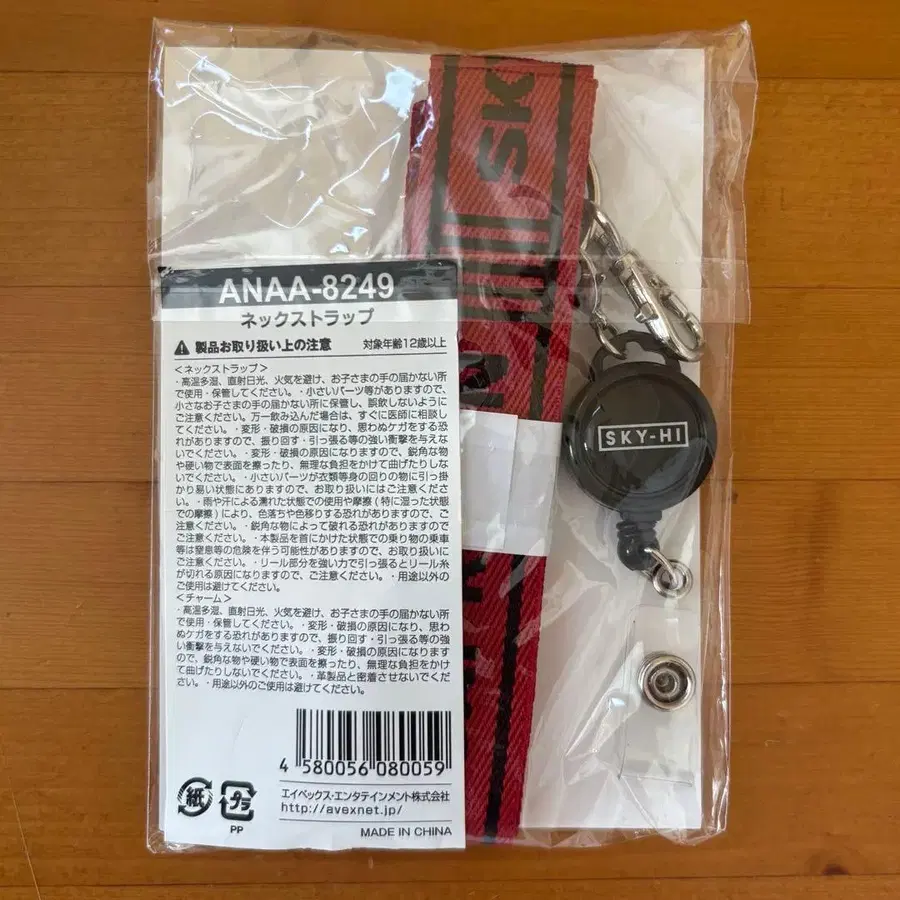 ANAA-8249
ネックストラップ
製品お取り扱い上の注意 対象年齢12歳以上
<ネックストラップ>
・高温多湿、直射日光、火気を避け、お子さまの手の届かない所
で使用・保管してください。・小さいパーツ等がありますので、
小さなお子さまの手の届かない所に保管し、誤飲しないように
ご注意ください。万一飲み込んだ場合は、すぐに医師に相談し
てください。・変形・破損の原因になり、思わぬケガをする恐
れがありますので、振り回す・引っ張る等の強い衝撃を与えな
いでください。・変形・破損の原因になりますので、鋭角な物
や硬い物で表面を擦ったり、無理な負担をかけて曲げたりしな
いでください。・小さいパーツが衣類等身の回りの物に引っ掛
かり易い状態にありますので、お取り扱いにはご注意ください。
・雨や汗による濡れた状態での使用や摩擦(特に湿った状態
での摩擦)により、色落ちや色移りする恐れがありますので、ご
注意ください。・鋭角な物によって破れる恐れがありますので
ご注意ください。・本製品を首にかけた状態での乗り物の乗車
等は窒息等の危険を伴う可能性がありますので、お取り扱いに
ご注意ください。・リール部分を強い力で引っ張るとリール糸
が切れる原因になりますので、ご注意ください。・用途以外の
ご使用は避けてください。
<チャーム>
・高温多湿、直射日光、火気を避け、お子さまの手の届かない所
で使用・保管してください。・変形・破損の原因になり、思わ
ぬケガをする恐れがありますので、振り回す・引っ張る等の強
い衝撃を与えないでください。・変形・破損の原因になります
ので、鋭角な物や硬い物で表面を擦ったり、無理な負担をかけ
て曲げたりしないでください。・革製品と密着させないでくだ
さい。・用途以外のご使用は避けてください。
4 580056 080059
紙
プラ
PP
エイベックス・エンタテインメント株式会社
http://avexnet.jp/
MADE IN CHINA
SK
SKY-HI